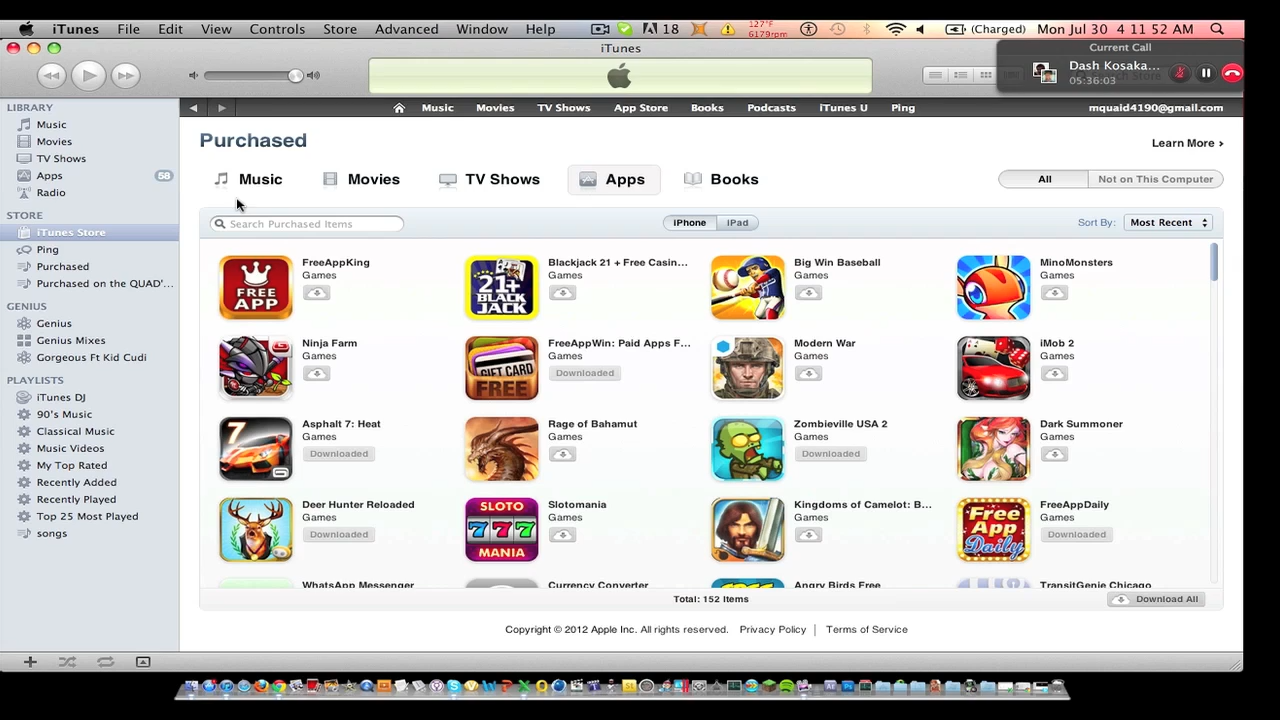 iTunes File Edit View Controls Store Advanced Window Help 18 127°F 6179rpm (Charged) Mon Jul 30 4 11 52 AM
iTunes
Current Call
Dash Kosaka...
05:36:03
LIBRARY
Music
Movies
TV Shows
Apps 58
Radio
STORE
iTunes Store
Ping
Purchased
Purchased on the QUAD'...
GENIUS
Genius
Genius Mixes
Gorgeous Ft Kid Cudi
PLAYLISTS
iTunes DJ
90's Music
Classical Music
Music Videos
My Top Rated
Recently Added
Recently Played
Top 25 Most Played
songs
Music Movies TV Shows App Store Books Podcasts iTunes U Ping mquaid4190@gmail.com
Purchased Learn More ›
Music Movies TV Shows Apps Books All Not on This Computer
Search Purchased Items iPhone iPad Sort By: Most Recent
FreeAppKing Blackjack 21 + Free Casin... Big Win Baseball MinoMonsters
Games Games Games Games
FREE APP
21+ BLACK JACK
Ninja Farm FreeAppWin: Paid Apps F... Modern War iMob 2
Games Games Games Games
Downloaded
GIFT CARD
FREE
Asphalt 7: Heat Rage of Bahamut Zombieville USA 2 Dark Summoner
Games Games Games Games
Downloaded Downloaded
7
Deer Hunter Reloaded Slotomania Kingdoms of Camelot: B... FreeAppDaily
Games Games Games Games
Downloaded Downloaded
SLOTO
777
MANIA
Free
App
Daily
WhatsApp Messenger Currency Converter Angry Birds Free TransitGenie Chicago
Total: 152 Items Download All
Copyright © 2012 Apple Inc. All rights reserved. Privacy Policy | Terms of Service